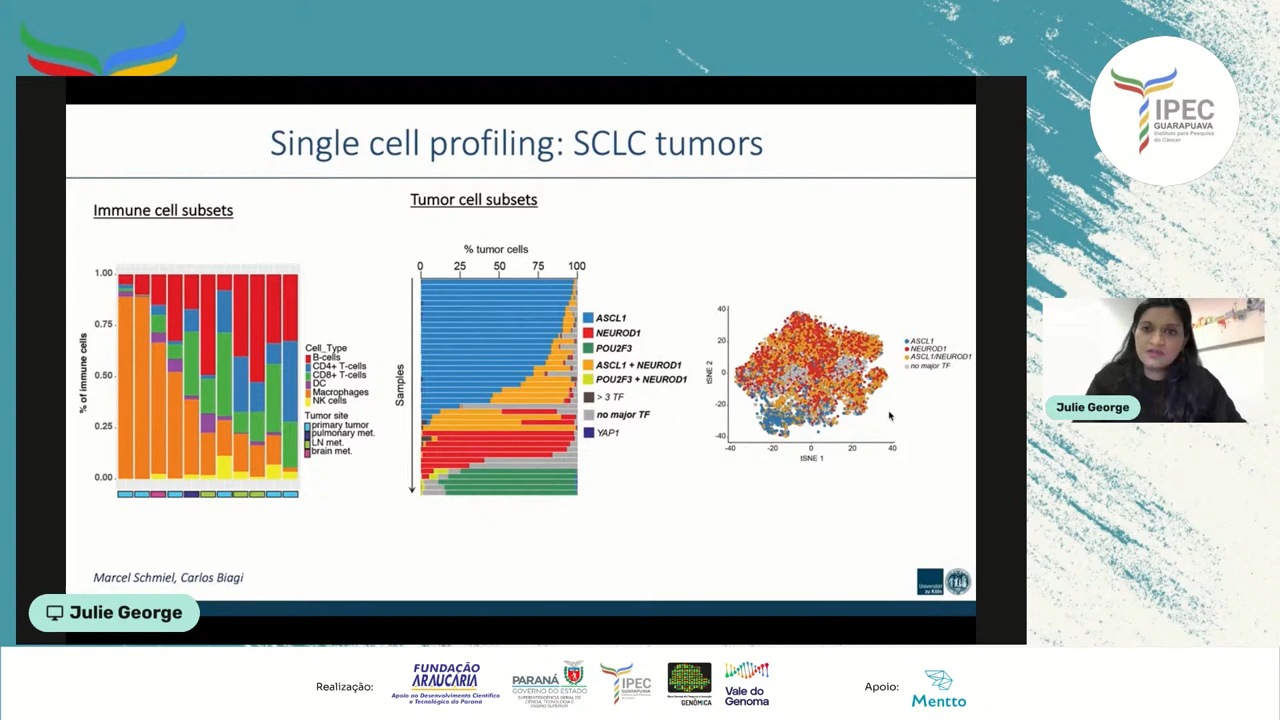 Single cell profiling: SCLC tumors
Immune cell subsets
Tumor cell subsets
% of immune cells
1.00
0.75
0.50
0.25
0.00
Cell_Type
B-cells
CD4+ T-cells
CD8+ T-cells
DC
Macrophages
NK cells
Tumor site
primary tumor
pulmonary met.
LN met.
brain met.
% tumor cells
0 25 50 75 100
Samples
ASCL1
NEUROD1
POU2F3
ASCL1 + NEUROD1
POU2F3 + NEUROD1
> 3 TF
no major TF
YAP1
tSNE 2
40
20
0
-20
-40
-40 -20 0 20 40
tSNE 1
ASCL1
NEUROD1
ASCL1/NEUROD1
no major TF
Marcel Schmiel, Carlos Biagi
Universität
zu Köln
Julie George
IPEC
GUARAPUAVA
Instituto para Pesquisa
do Câncer
Julie George
Realização:
FUNDAÇÃO
ARAUCÁRIA
Apoio ao Desenvolvimento Científico
e Tecnológico do Paraná
PARANÁ
GOVERNO DO ESTADO
SUPERINTENDÊNCIA GERAL DE
CIÊNCIA, TECNOLOGIA E
ENSINO SUPERIOR
IPEC
GUARAPUAVA
GENÔMICA
Vale do
Genoma
Apoio:
Mentto